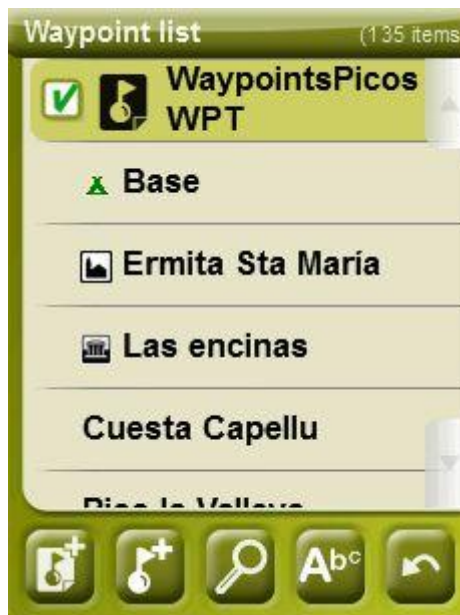 Waypoint list (135 items
WaypointsPicos
WPT
Base
Ermita Sta María
Las encinas
Cuesta Capellu
Abc